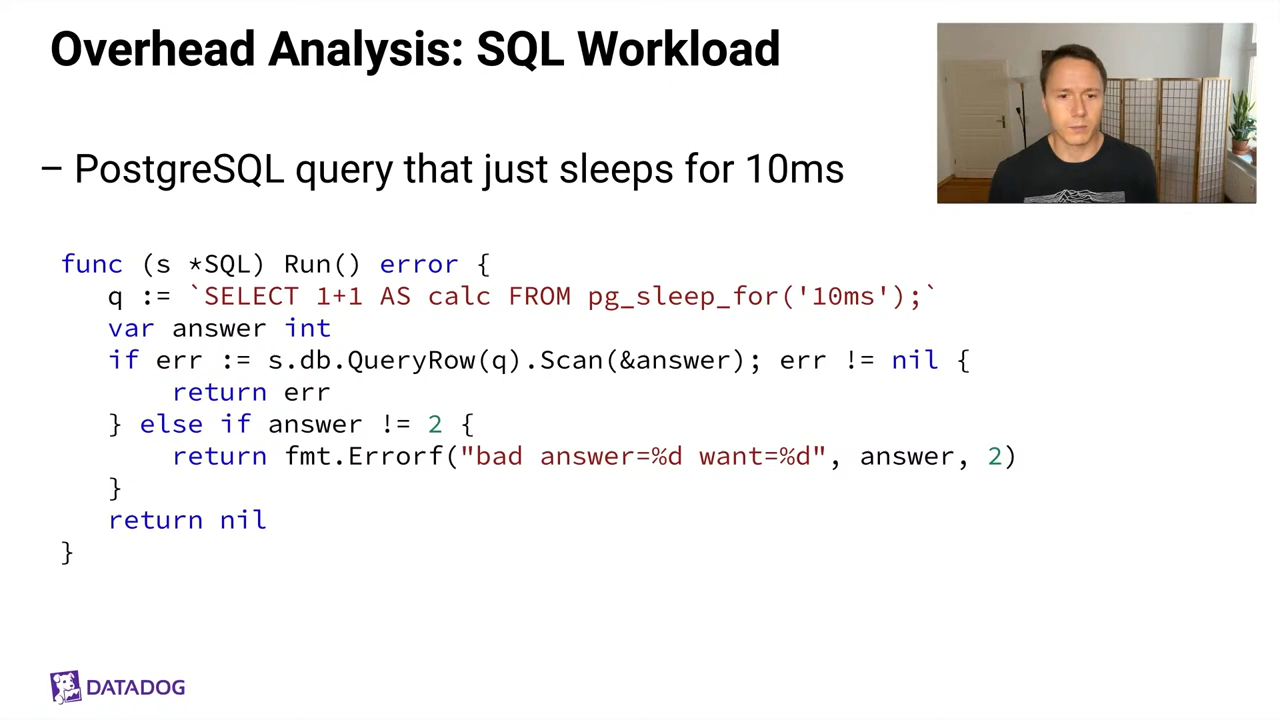 Overhead Analysis: SQL Workload
– PostgreSQL query that just sleeps for 10ms
func (s *SQL) Run() error {
   q := `SELECT 1+1 AS calc FROM pg_sleep_for('10ms');`
   var answer int
   if err := s.db.QueryRow(q).Scan(&answer); err != nil {
       return err
   } else if answer != 2 {
       return fmt.Errorf("bad answer=%d want=%d", answer, 2)
   }
   return nil
}
DATADOG